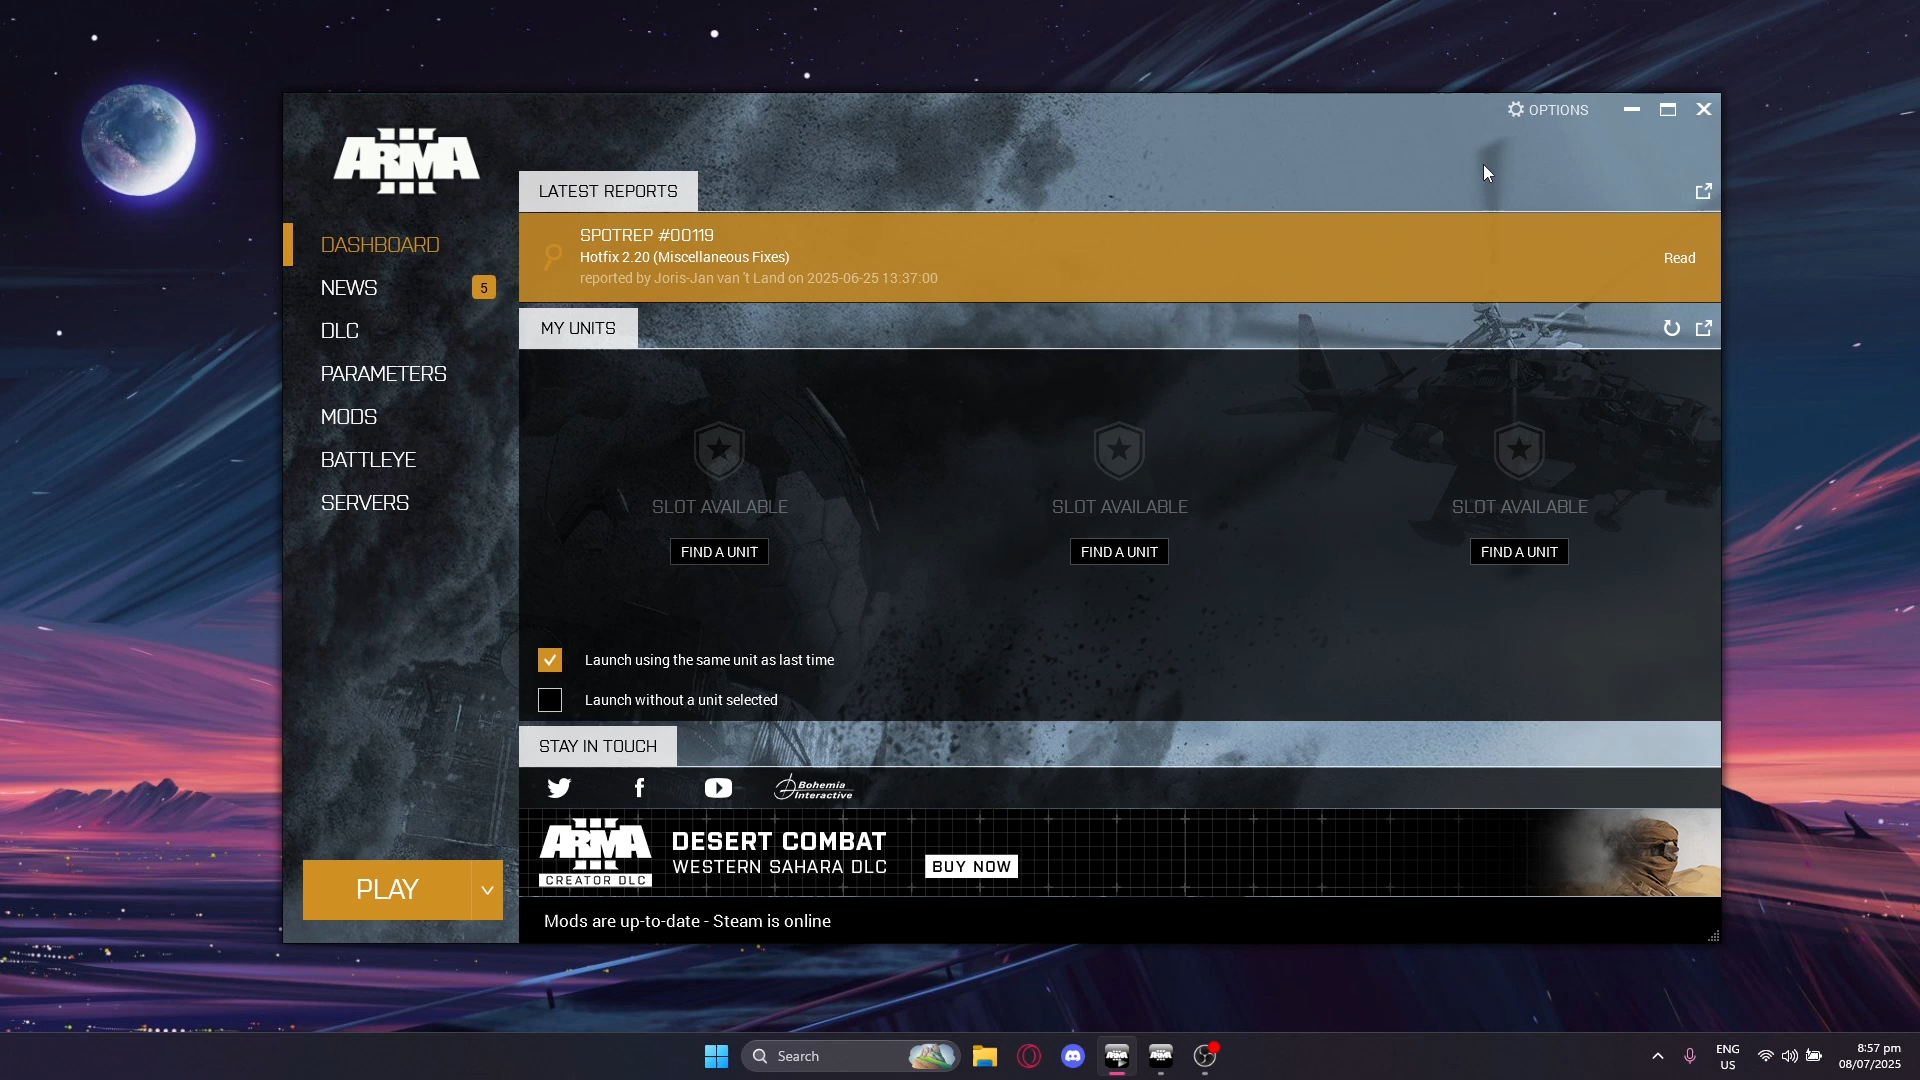 OPTIONS
ARMA III
LATEST REPORTS
SPOTREP #00119
Hotfix 2.20 (Miscellaneous Fixes)
Read
reported by Joris-Jan van 't Land on 2025-06-25 13:37:00
DASHBOARD
NEWS 5
DLC
PARAMETERS
MODS
BATTLEYE
SERVERS
MY UNITS
SLOT AVAILABLE SLOT AVAILABLE SLOT AVAILABLE
FIND A UNIT FIND A UNIT FIND A UNIT
Launch using the same unit as last time
Launch without a unit selected
STAY IN TOUCH
Bohemia
Interactive
ARMA III
CREATOR DLC
DESERT COMBAT
WESTERN SAHARA DLC
BUY NOW
PLAY
Mods are up-to-date - Steam is online
Search
ENG
US
8:57 pm
08/07/2025